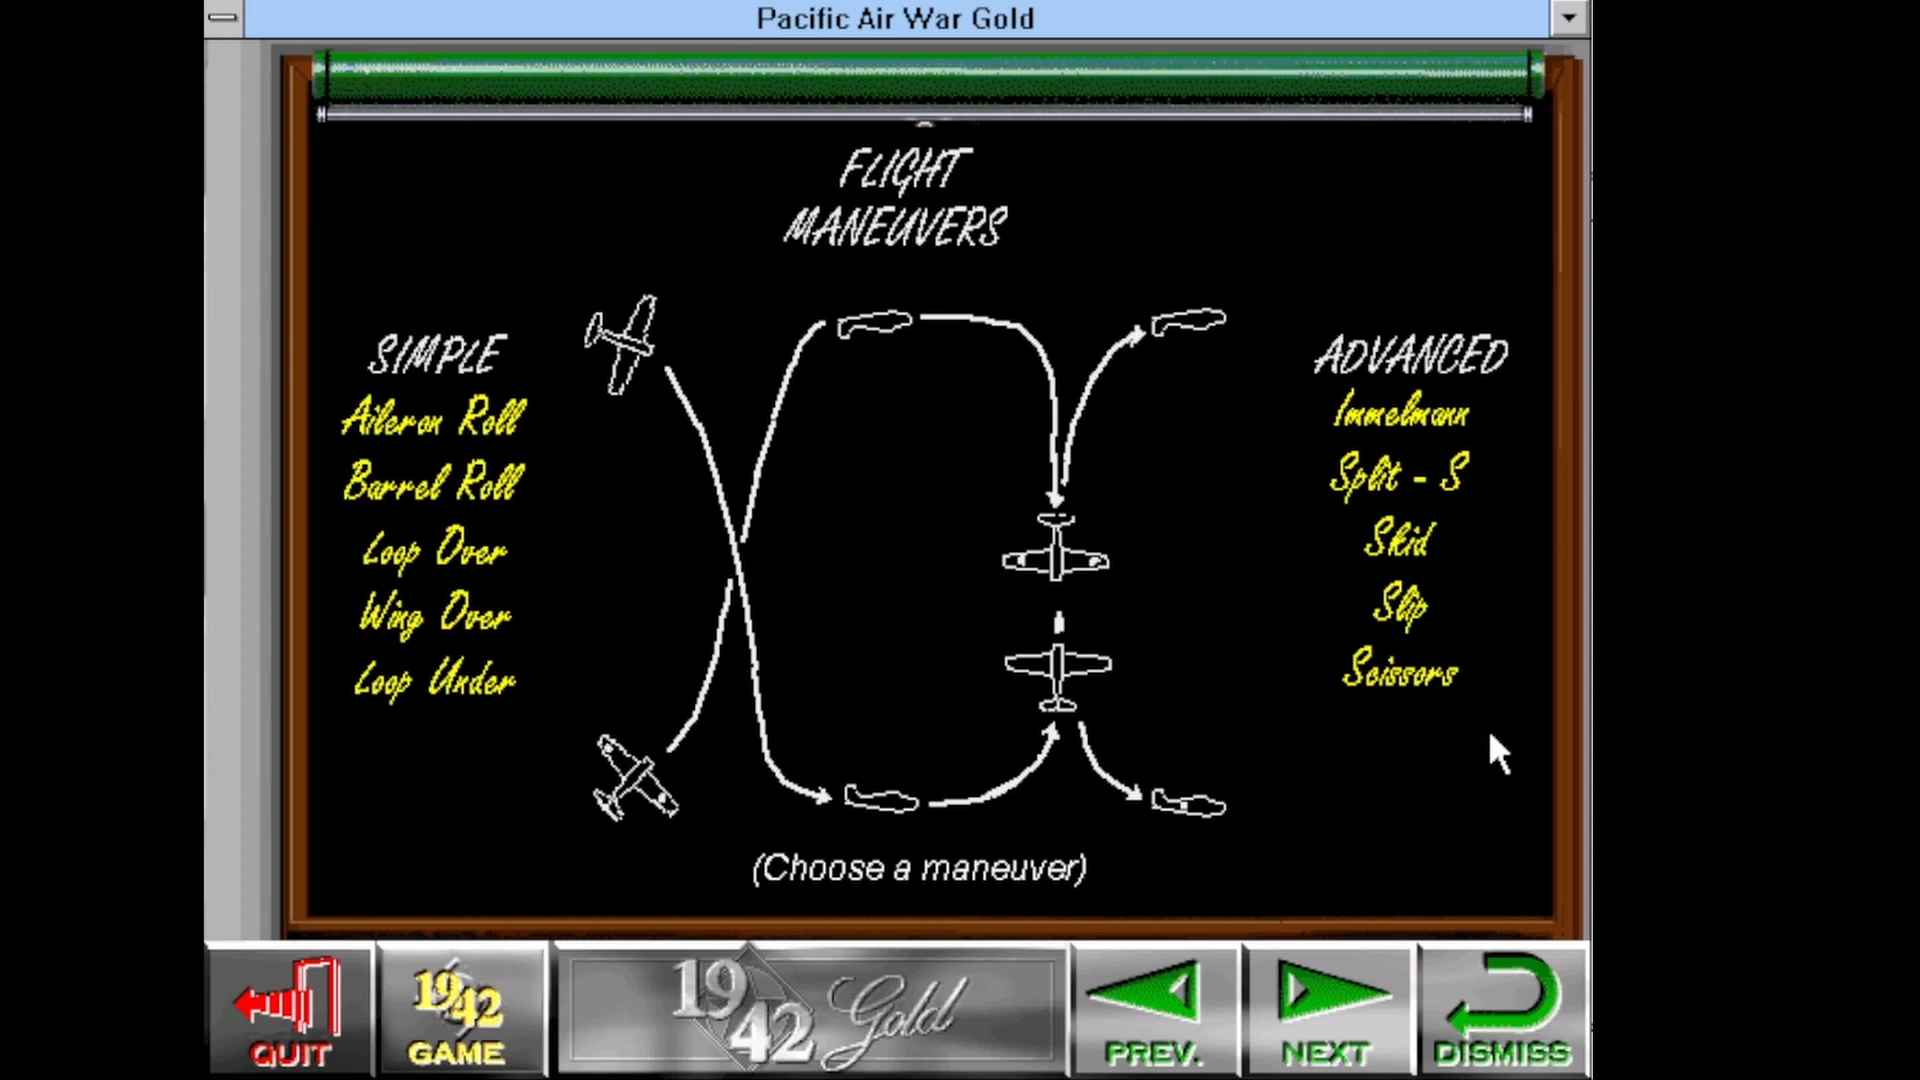 Pacific Air War Gold
FLIGHT
MANEUVERS
SIMPLE
Aileron Roll
Barrel Roll
Loop Over
Wing Over
Loop Under
ADVANCED
Immelmann
Split - S
Skid
Slip
Scissors
(Choose a maneuver)
QUIT
1942
GAME
1942 Gold
PREV.
NEXT
DISMISS